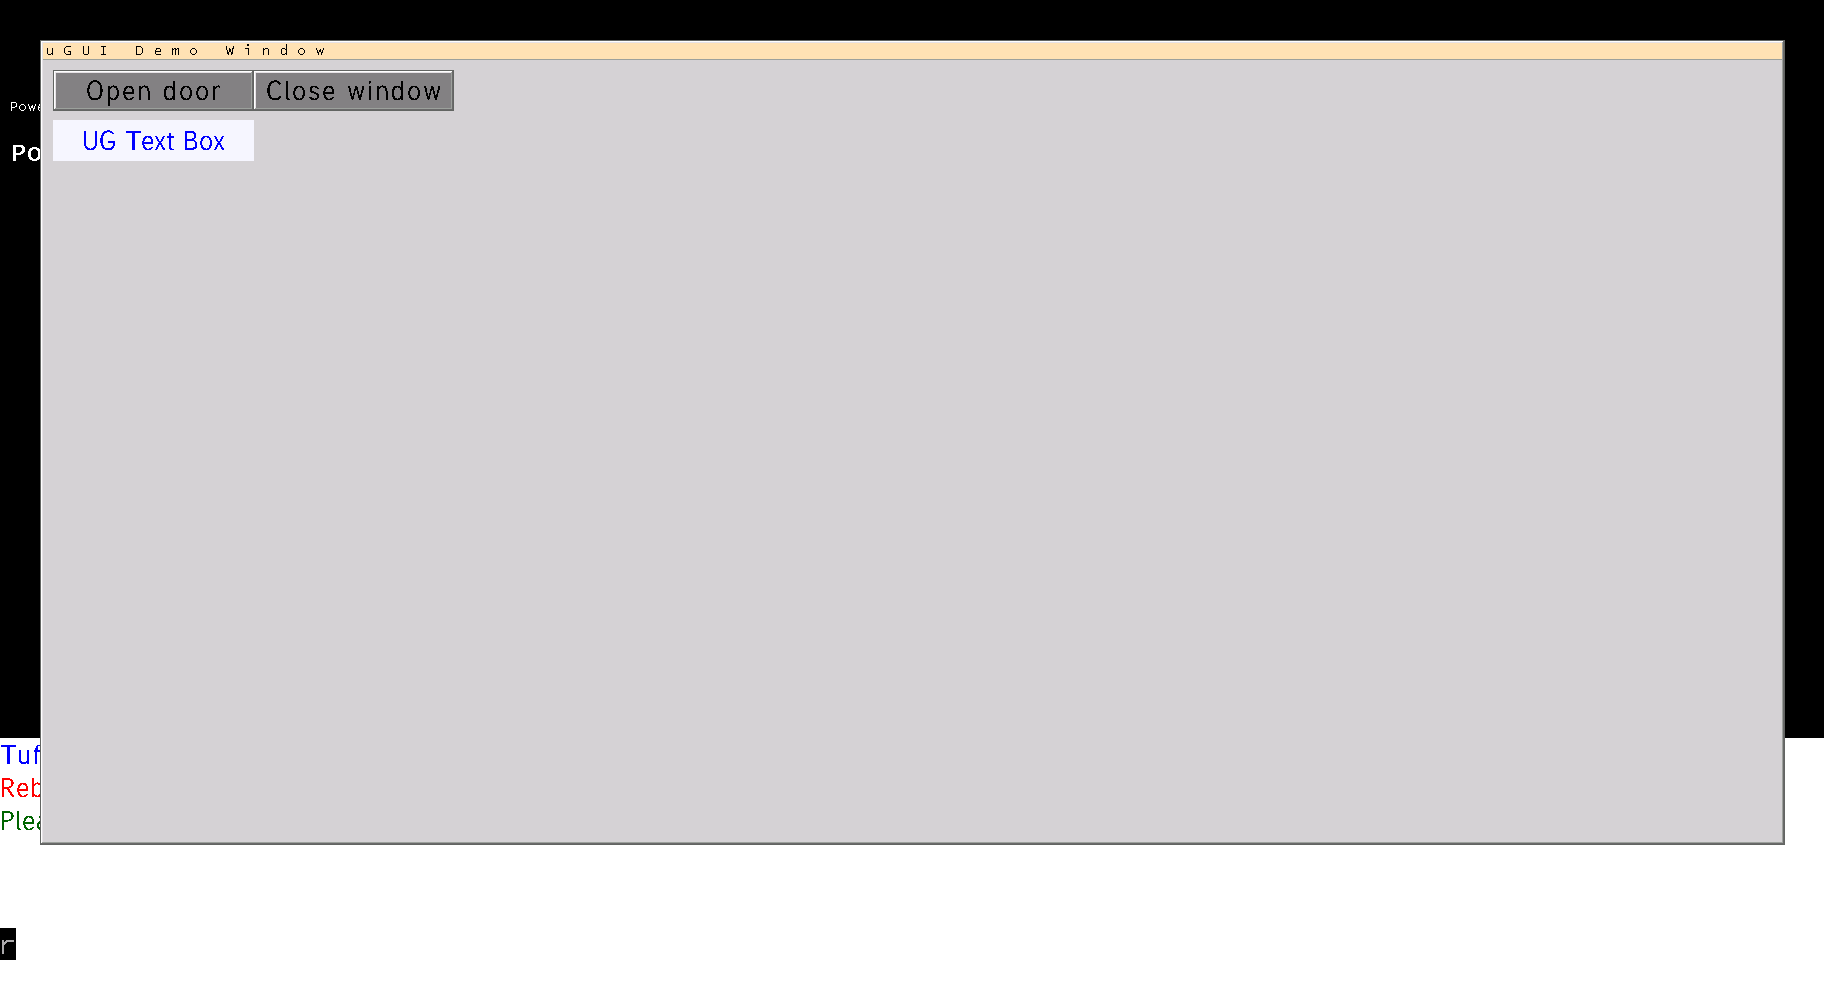 uGUI Demo Window
Open door Close window
Powe
UG Text Box
Po
Tuf
Reb
Plea
r